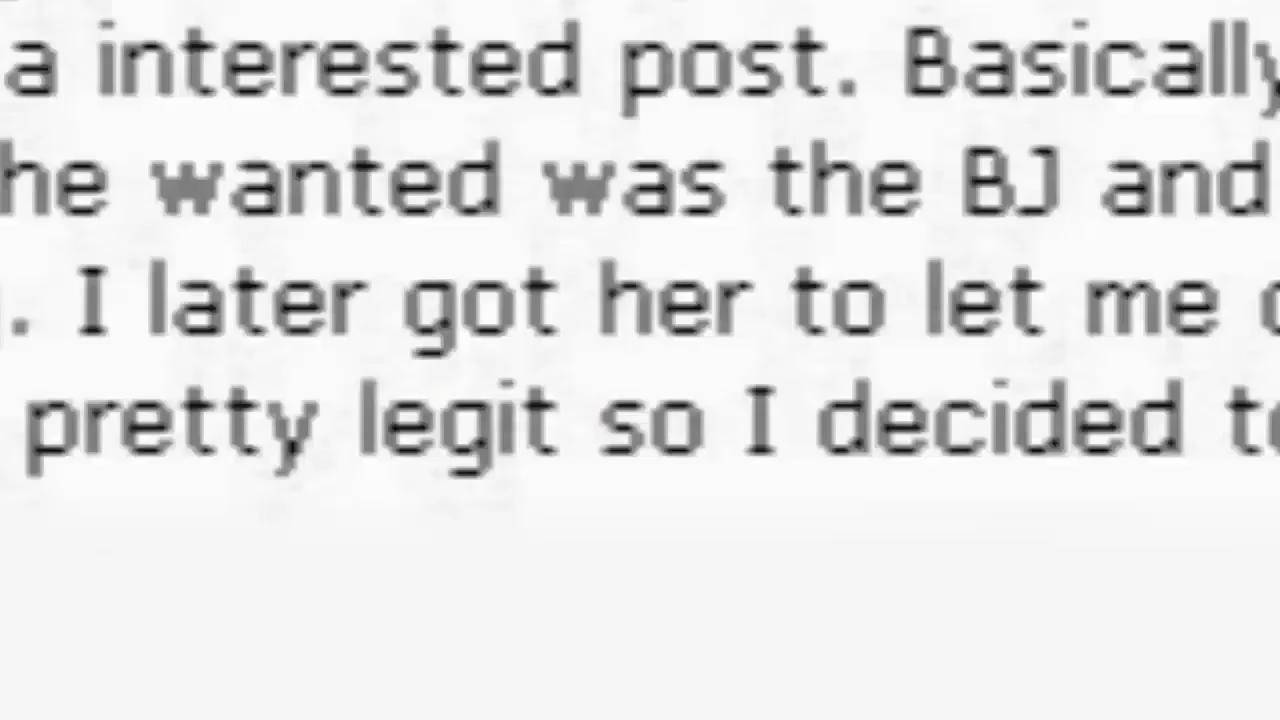 a interested post. Basically
he wanted was the BJ and
. I later got her to let me
pretty legit so I decided